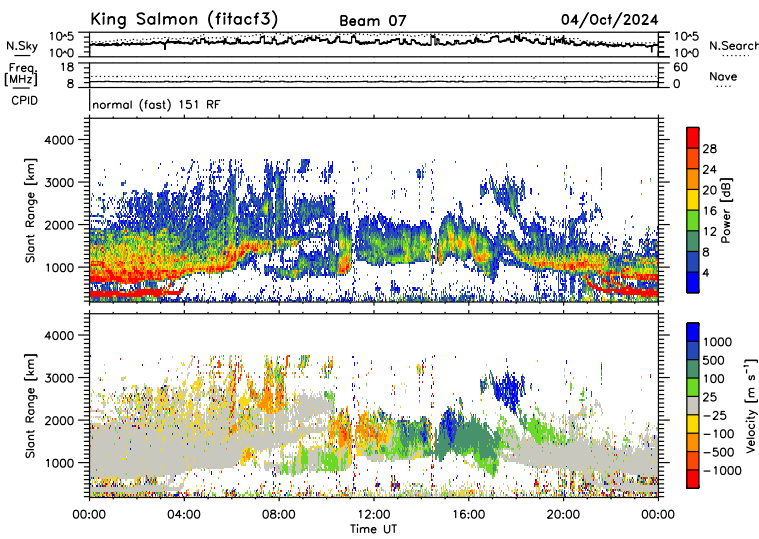 King Salmon (fitacf3) Beam 07 04/Oct/2024
N.Sky 10^5 10^0 10^5 10^0 N.Search
Freq. [MHz] 18 8 60 0 Nave
CPID normal (fast) 151 RF
Slant Range [km] 4000 3000 2000 1000
Power [dB] 28 24 20 16 12 8 4
Slant Range [km] 4000 3000 2000 1000
Velocity [m s⁻¹] 1000 500 100 25 −25 −100 −500 −1000
00:00 04:00 08:00 12:00 16:00 20:00 00:00
Time UT